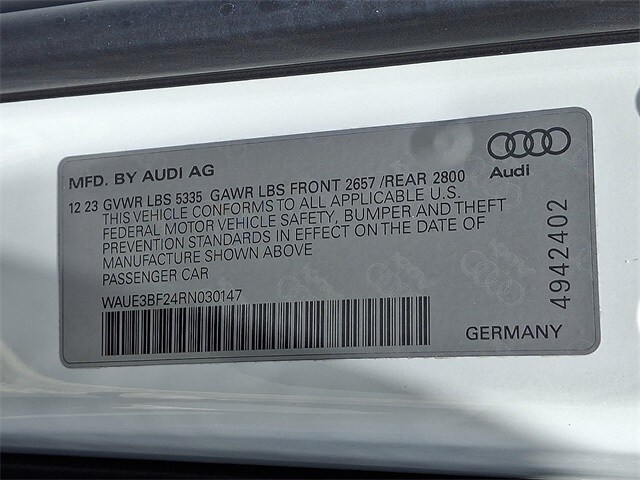 MFD. BY AUDI AG
Audi
12 23 GVWR LBS 5335 GAWR LBS FRONT 2657 /REAR 2800
THIS VEHICLE CONFORMS TO ALL APPLICABLE U.S.
FEDERAL MOTOR VEHICLE SAFETY, BUMPER AND THEFT
PREVENTION STANDARDS IN EFFECT ON THE DATE OF
MANUFACTURE SHOWN ABOVE
PASSENGER CAR
WAUE3BF24RN030147
4942402
GERMANY